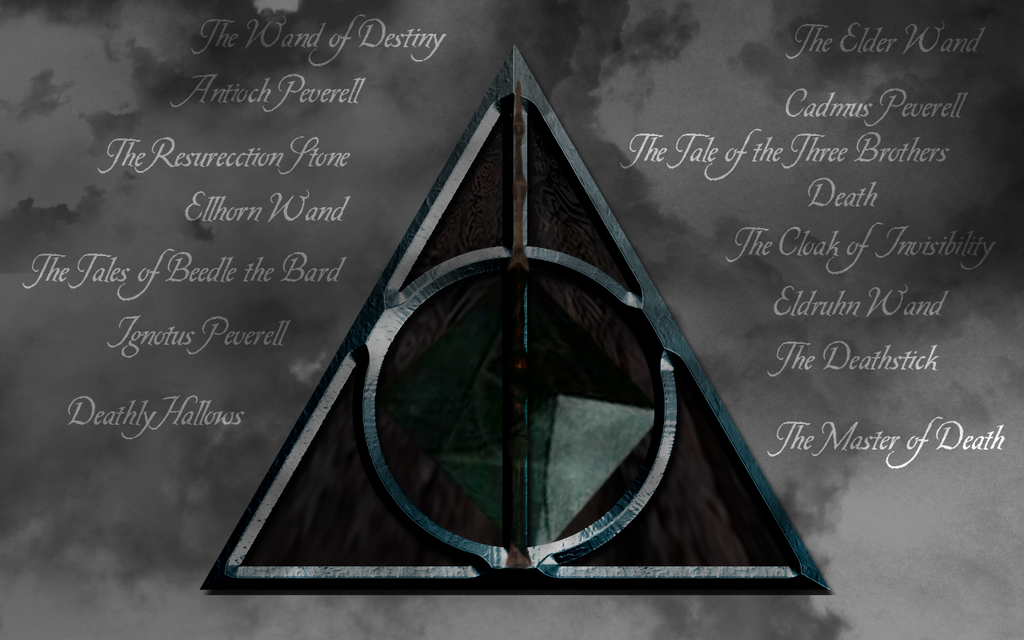 The Wand of Destiny
Antioch Peverell
The Resurecction Stone
Ellhorn Wand
The Tales of Beedle the Bard
Ignotus Peverell
Deathly Hallows
The Elder Wand
Cadmus Peverell
The Tale of the Three Brothers
Death
The Cloak of Invisibility
Eldruhn Wand
The Deathstick
The Master of Death